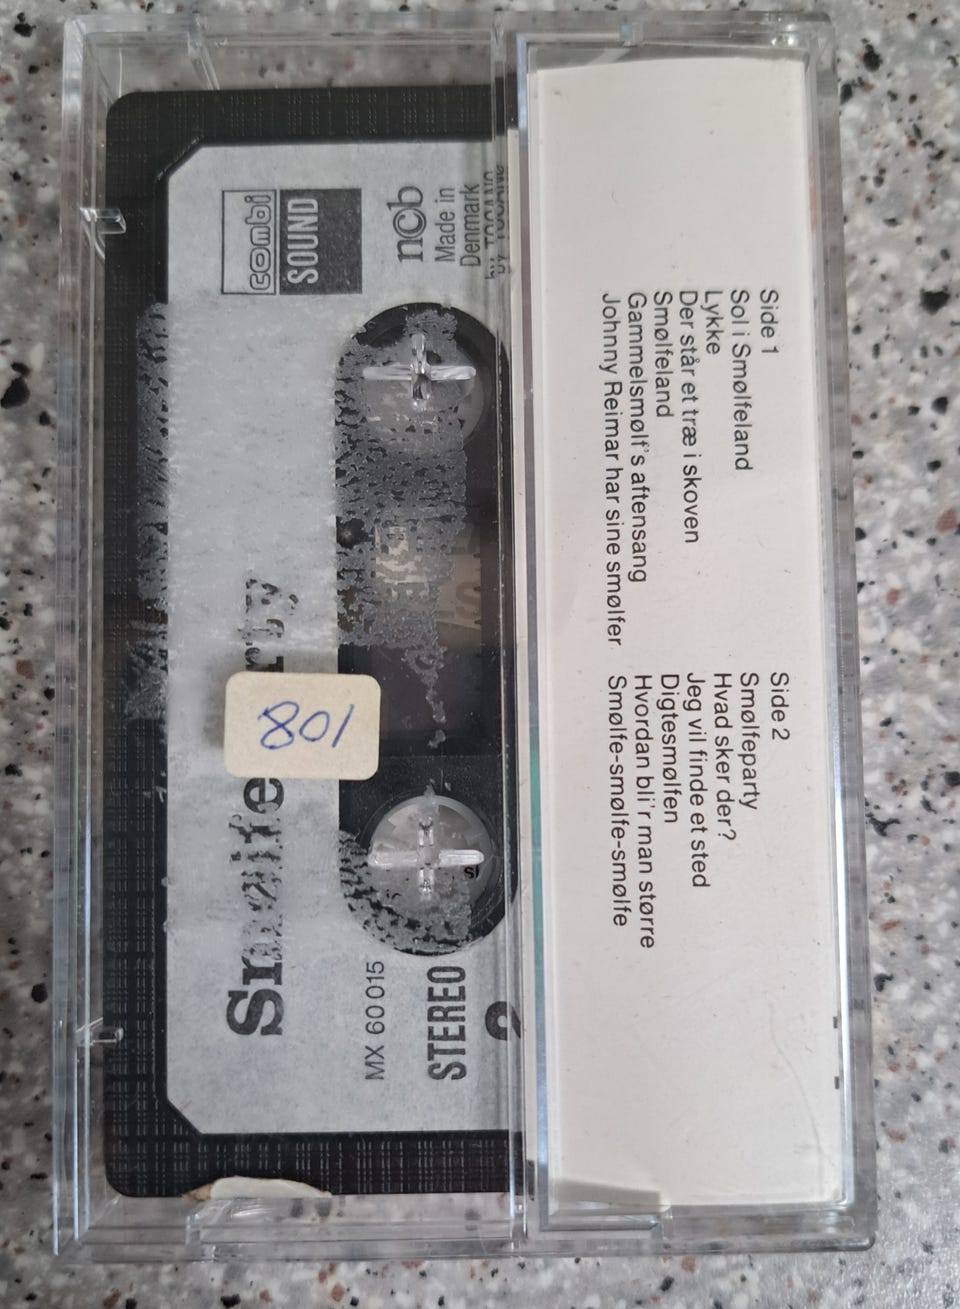 Side 1
Sol i Smølfeland
Lykke
Der står et træ i skoven
Smølfeland
Gammelsmølf's aftensang
Johnny Reimar har sine smølfer
Side 2
Smølfeparty
Hvad sker der?
Jeg vil finde et sted
Digtesmølfen
Hvordan bli'r man større
Smølfe-smølfe-smølfe
SOUND
combi
ncb
Made in
Denmark
801
MX 60 015
STEREO